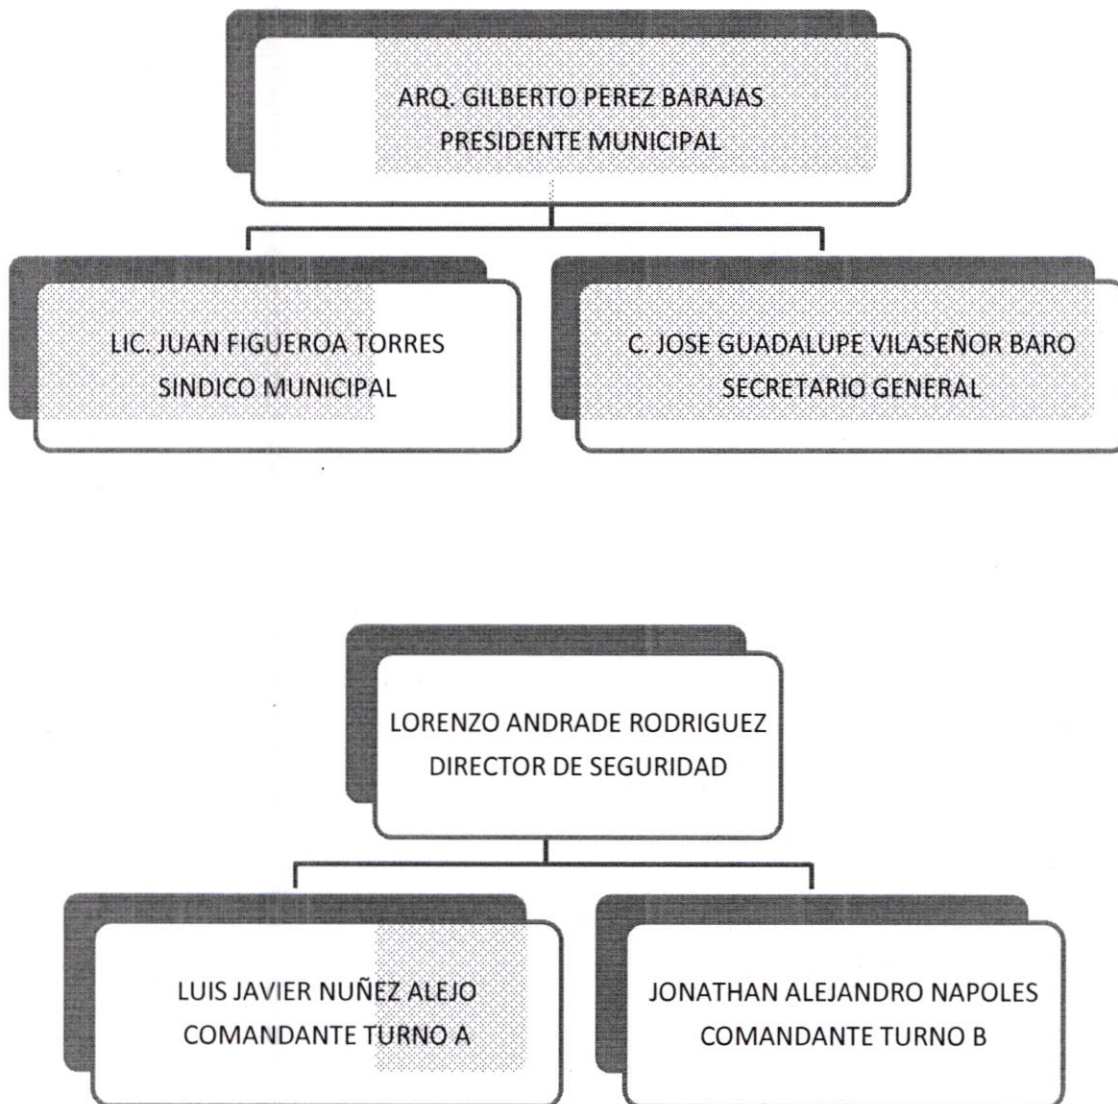 ARQ. GILBERTO PEREZ BARAJAS
PRESIDENTE MUNICIPAL
LIC. JUAN FIGUEROA TORRES
SINDICO MUNICIPAL
C. JOSE GUADALUPE VILASEÑOR BARO
SECRETARIO GENERAL
LORENZO ANDRADE RODRIGUEZ
DIRECTOR DE SEGURIDAD
LUIS JAVIER NUÑEZ ALEJO
COMANDANTE TURNO A
JONATHAN ALEJANDRO NAPOLES
COMANDANTE TURNO B